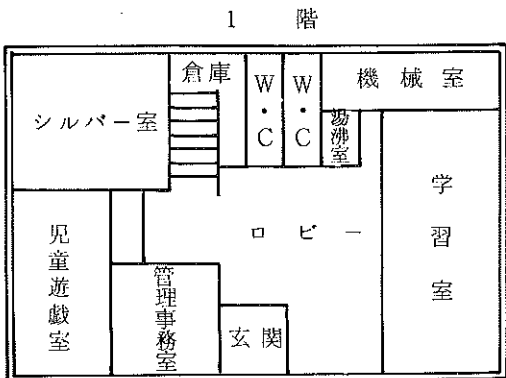 1 階
倉庫
W・C
W・C
機械室
シルバー室
湯沸室
学習室
ロビー
児童遊戯室
管理事務室
玄関